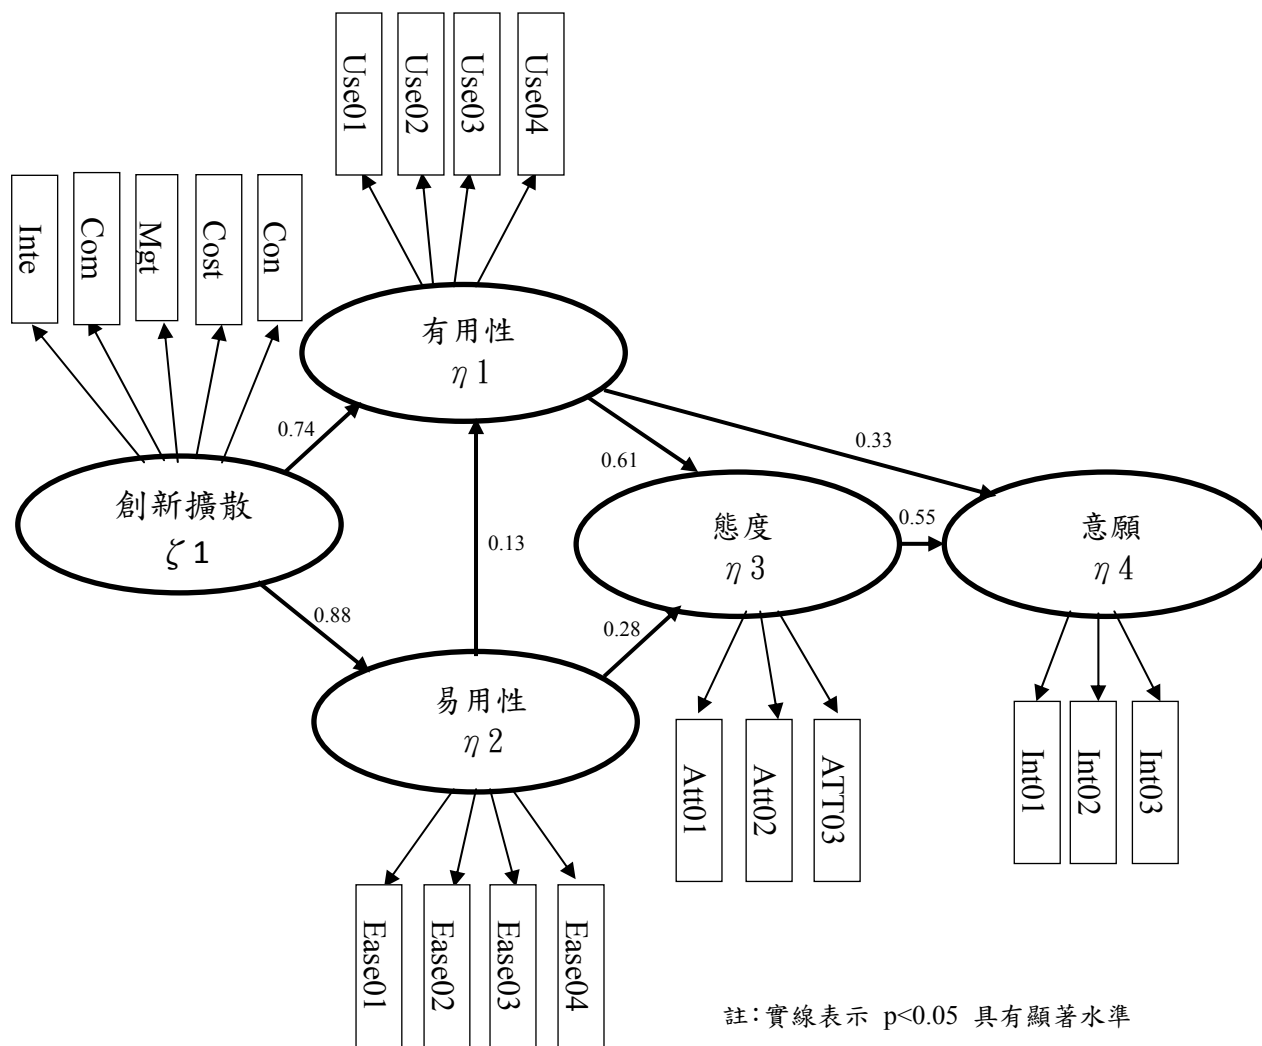 Use01
Use02
Use03
Use04
Inte
Com
Mgt
Cost
Con
有用性
η1
0.74
0.33
0.61
創新擴散
ζ1
0.13
態度
η3
0.55
意願
η4
0.88
0.28
易用性
η2
Att01
Att02
ATT03
Int01
Int02
Int03
Ease01
Ease02
Ease03
Ease04
註:實線表示 p<0.05 具有顯著水準